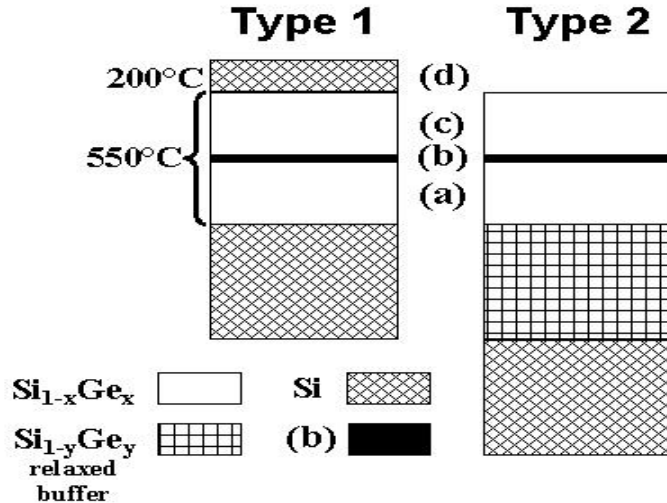 Type 1 Type 2
200°C (d)
(c)
550°C (b)
(a)
Si1-xGex Si
Si1-yGey (b)
relaxed
buffer